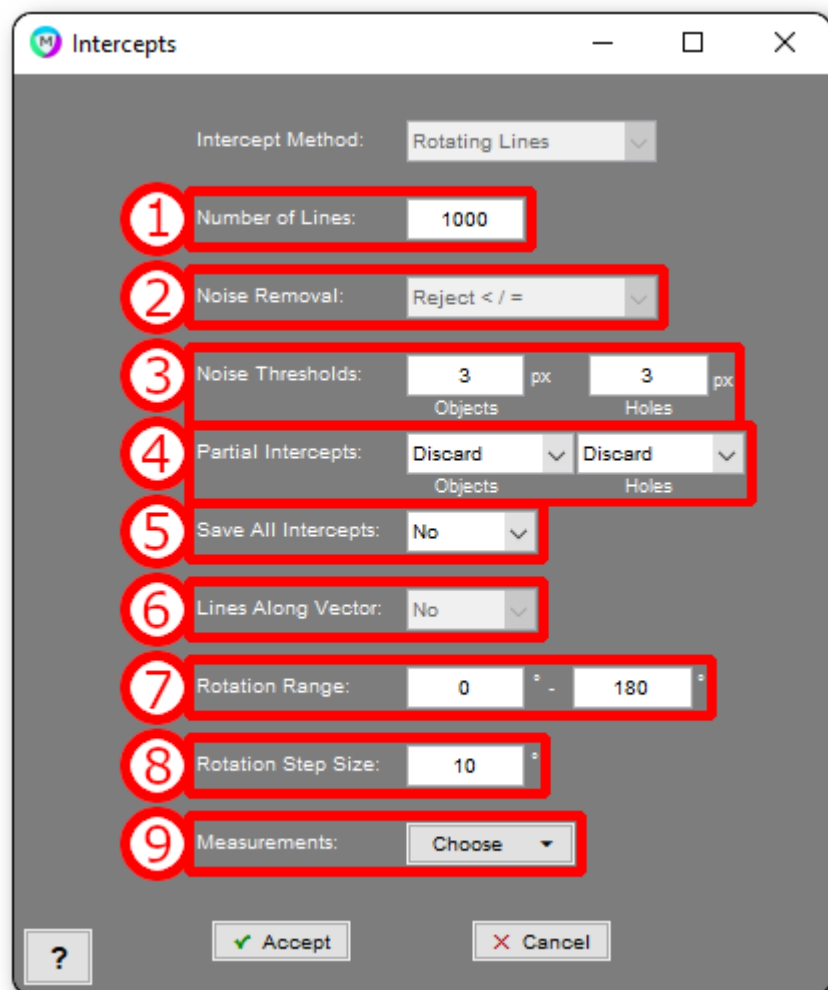 Intercepts
Intercept Method: Rotating Lines
1 Number of Lines: 1000
2 Noise Removal: Reject < / =
3 Noise Thresholds: 3 px 3 px
Objects Holes
4 Partial Intercepts: Discard Discard
Objects Holes
5 Save All Intercepts: No
6 Lines Along Vector: No
7 Rotation Range: 0 ° - 180 °
8 Rotation Step Size: 10 °
9 Measurements: Choose
? Accept Cancel